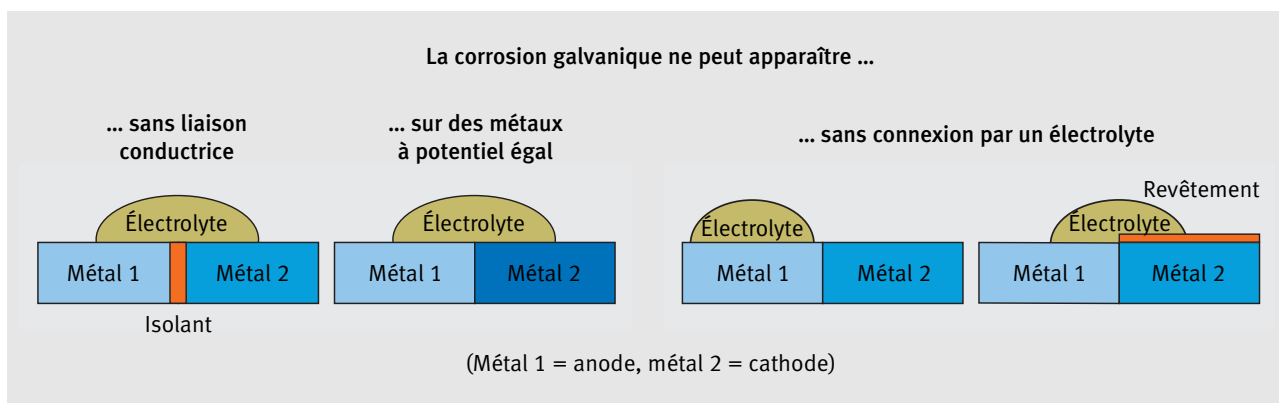 La corrosion galvanique ne peut apparaître ...
... sans liaison
conductrice
... sur des métaux
à potentiel égal
... sans connexion par un électrolyte
Électrolyte
Métal 1
Métal 2
Isolant
Électrolyte
Métal 1
Métal 2
Électrolyte
Métal 1
Métal 2
Revêtement
Électrolyte
Métal 1
Métal 2
(Métal 1 = anode, métal 2 = cathode)